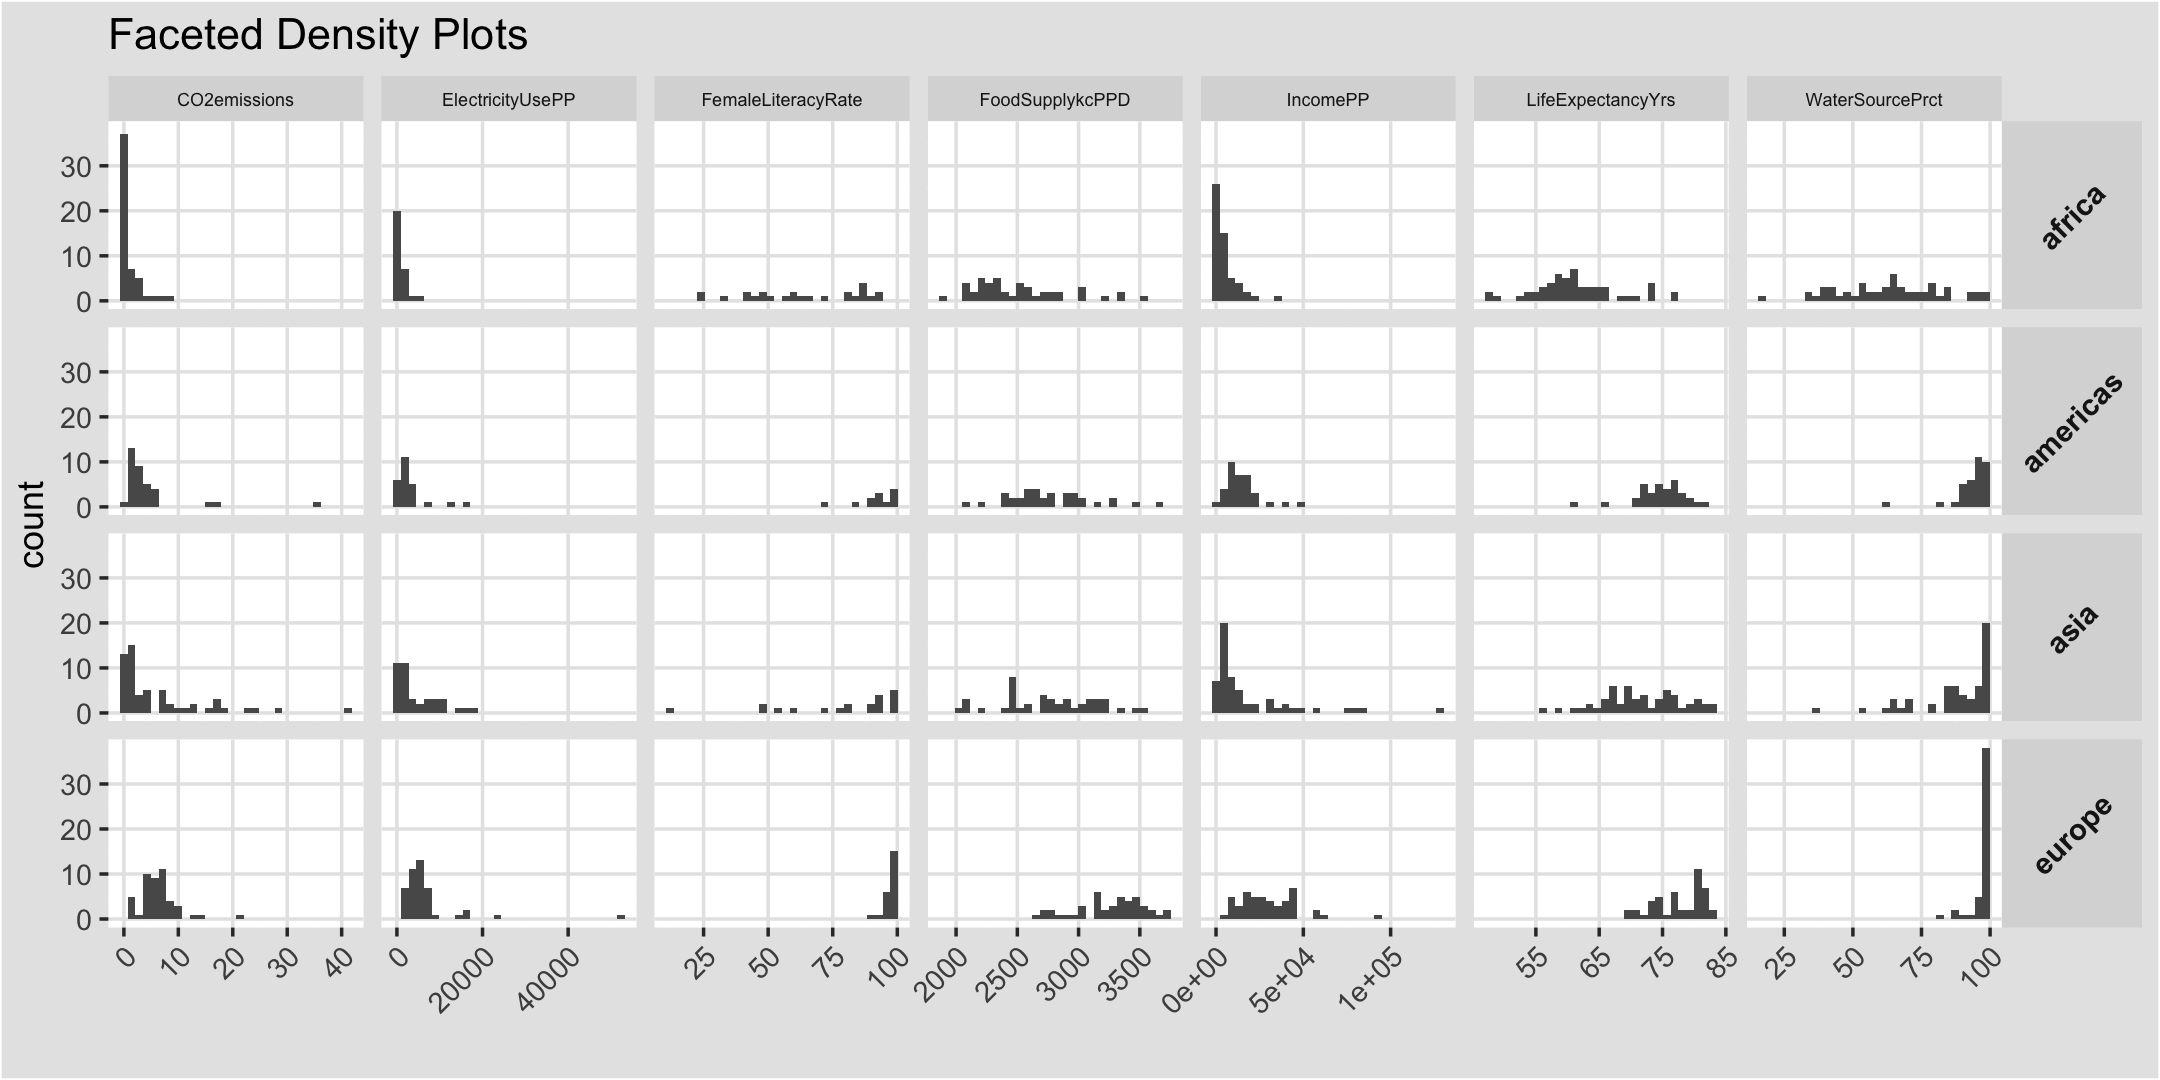 Faceted Density Plots
CO2emissions ElectricityUsePP FemaleLiteracyRate FoodSupplykcPPD IncomePP LifeExpectancyYrs WaterSourcePrct
count
30
20
10
0
africa
30
20
10
0
americas
30
20
10
0
asia
30
20
10
0
europe
0 10 20 30 40 0 20000 40000 25 50 75 100 2000 2500 3000 3500 0e+00 5e+04 1e+05 55 65 75 85 25 50 75 100